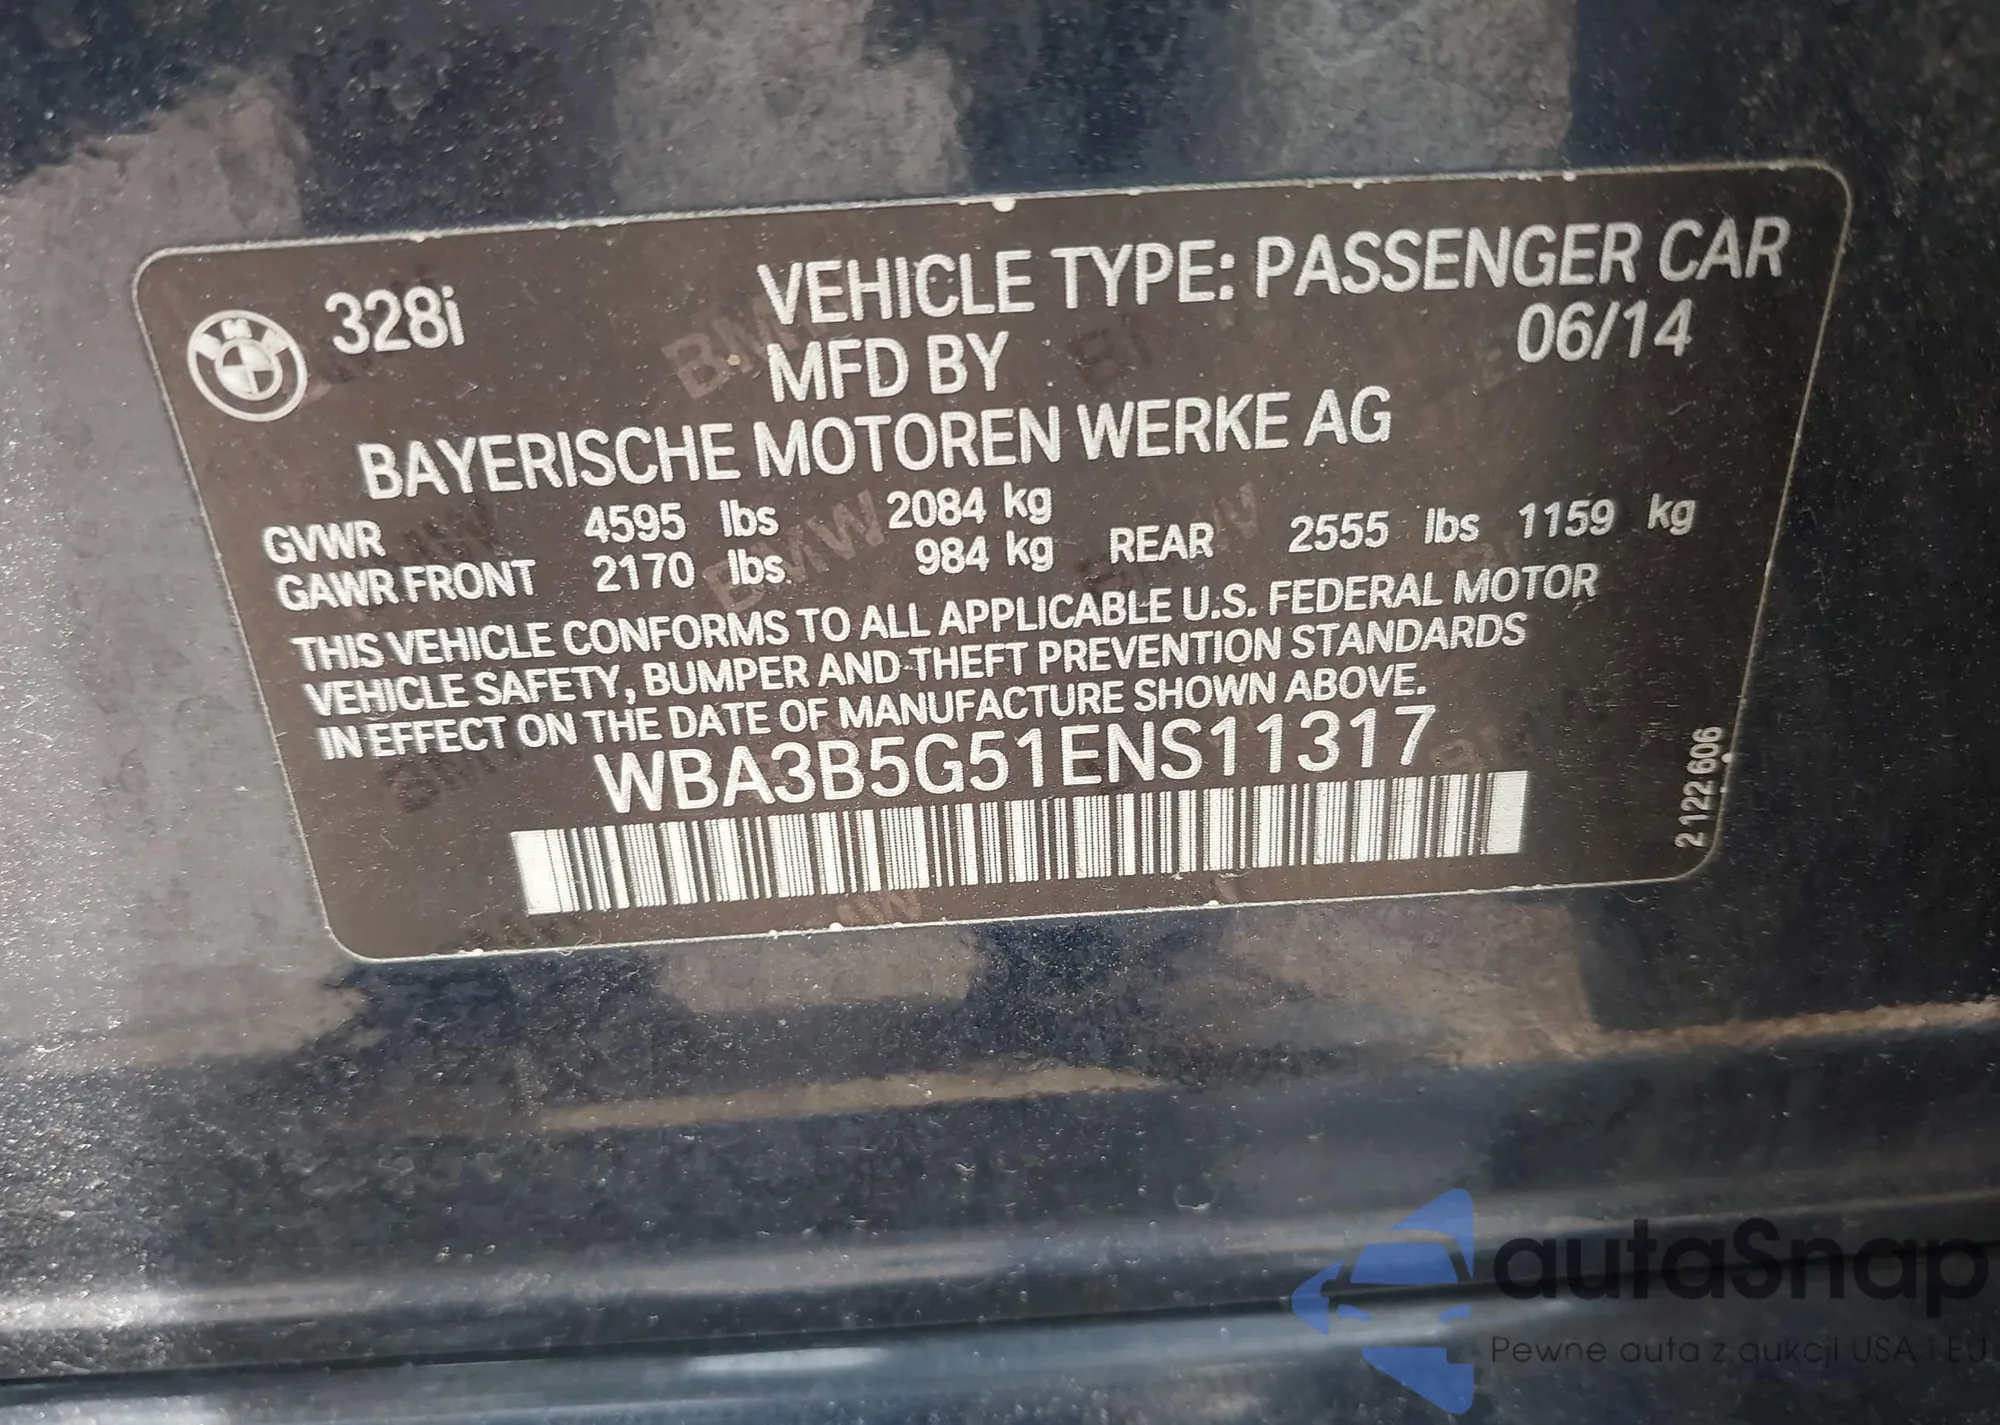 328i
VEHICLE TYPE: PASSENGER CAR
MFD BY
06/14
BAYERISCHE MOTOREN WERKE AG
GVWR 4595 lbs 2084 kg
GAWR FRONT 2170 lbs 984 kg REAR 2555 lbs 1159 kg
THIS VEHICLE CONFORMS TO ALL APPLICABLE U.S. FEDERAL MOTOR
VEHICLE SAFETY, BUMPER AND THEFT PREVENTION STANDARDS
IN EFFECT ON THE DATE OF MANUFACTURE SHOWN ABOVE.
WBA3B5G51ENS11317
2 122 606
autaSnap
Pewne auta z aukcji USA i EU